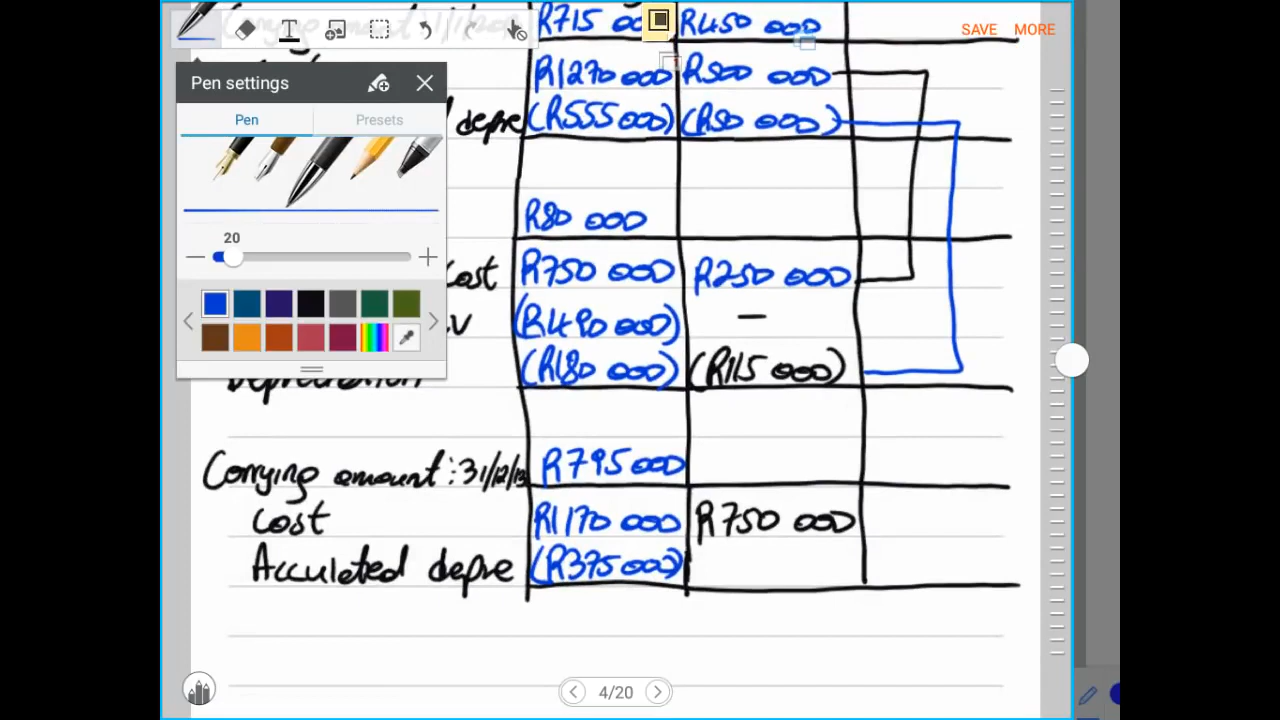 R715 R450 000
SAVE MORE
Pen settings
R1270 000 R500 000
Pen Presets
depre (R555 000) (R50 000)
R80 000
20
Cost R750 000 R250 000
(R490 000) –
Depreciation (R180 000) (R115 000)
Carrying amount : 31/12/13 R795 000
Cost R1170 000 R750 000
Acculated depre (R375 000)
4/20